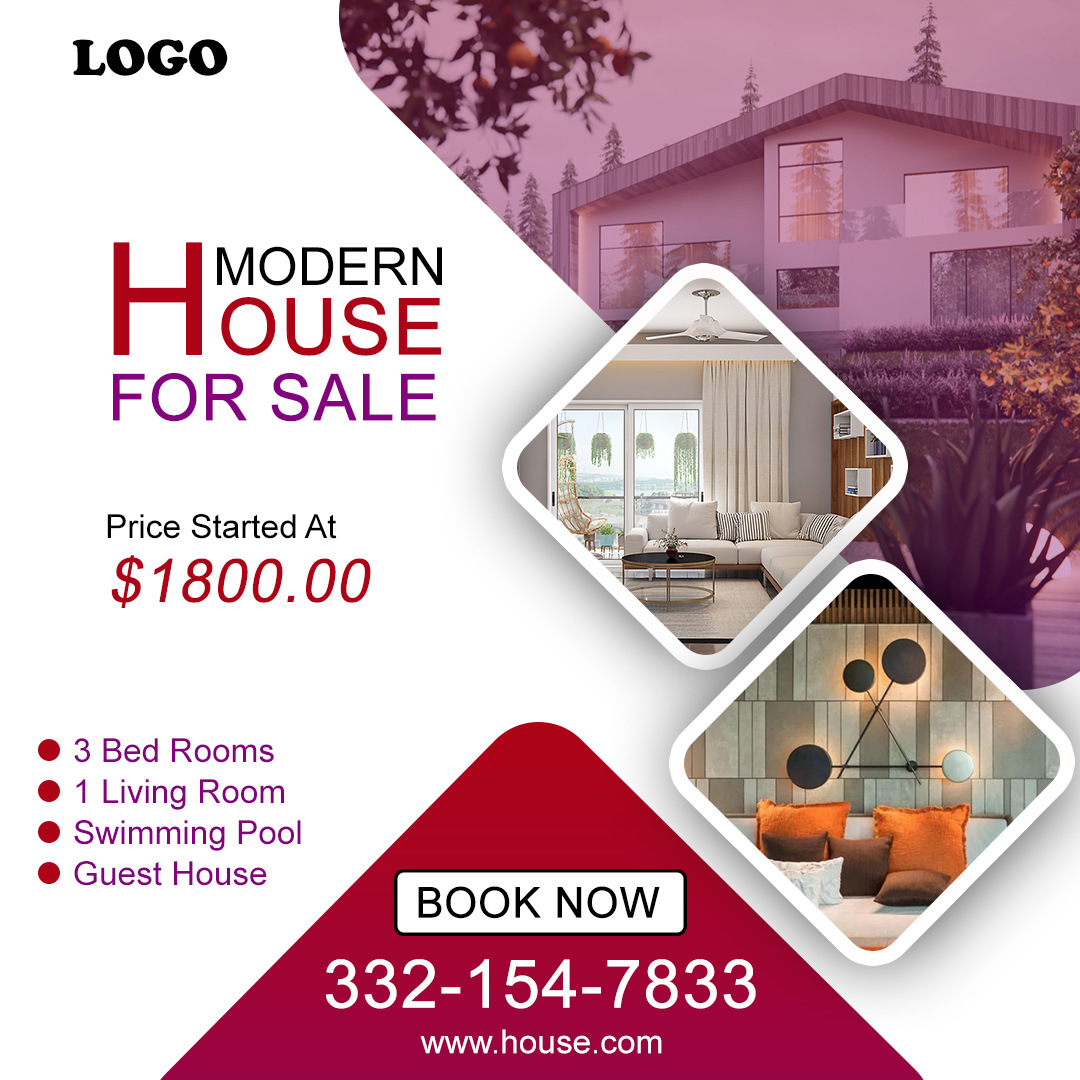 LOGO
MODERN
HOUSE
FOR SALE
Price Started At
$1800.00
3 Bed Rooms
1 Living Room
Swimming Pool
Guest House
BOOK NOW
332-154-7833
www.house.com